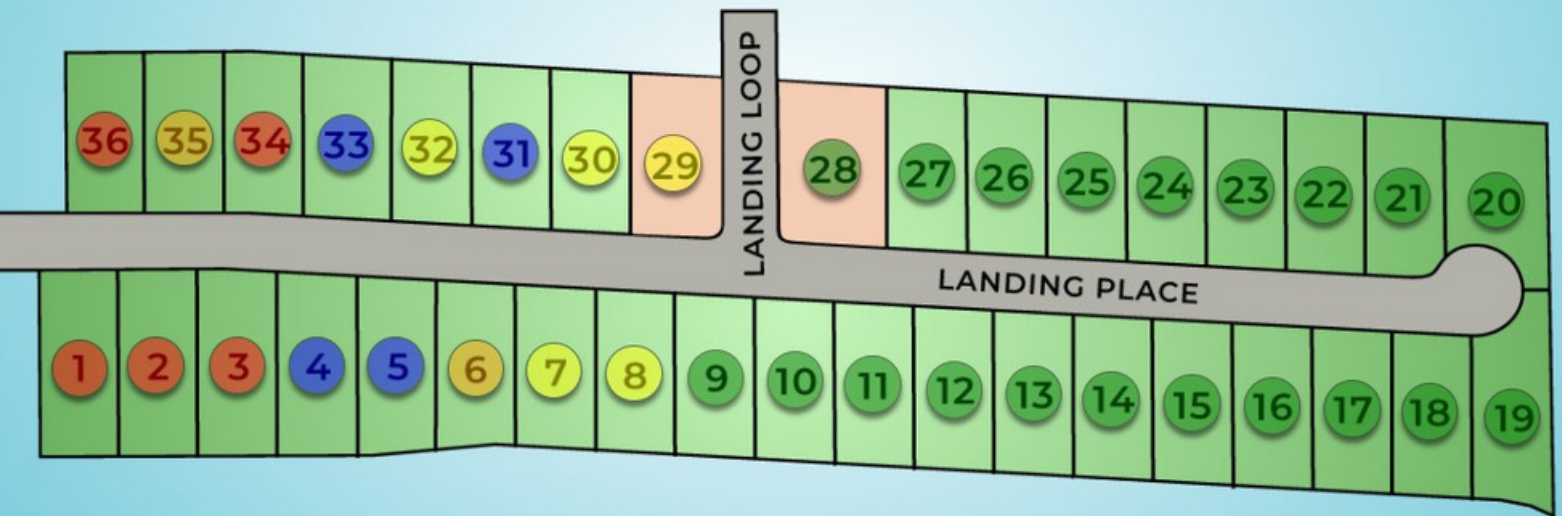 36 35 34 33 32 31 30 29 28 27 26 25 24 23 22 21 20
LANDING LOOP
LANDING PLACE
1 2 3 4 5 6 7 8 9 10 11 12 13 14 15 16 17 18 19